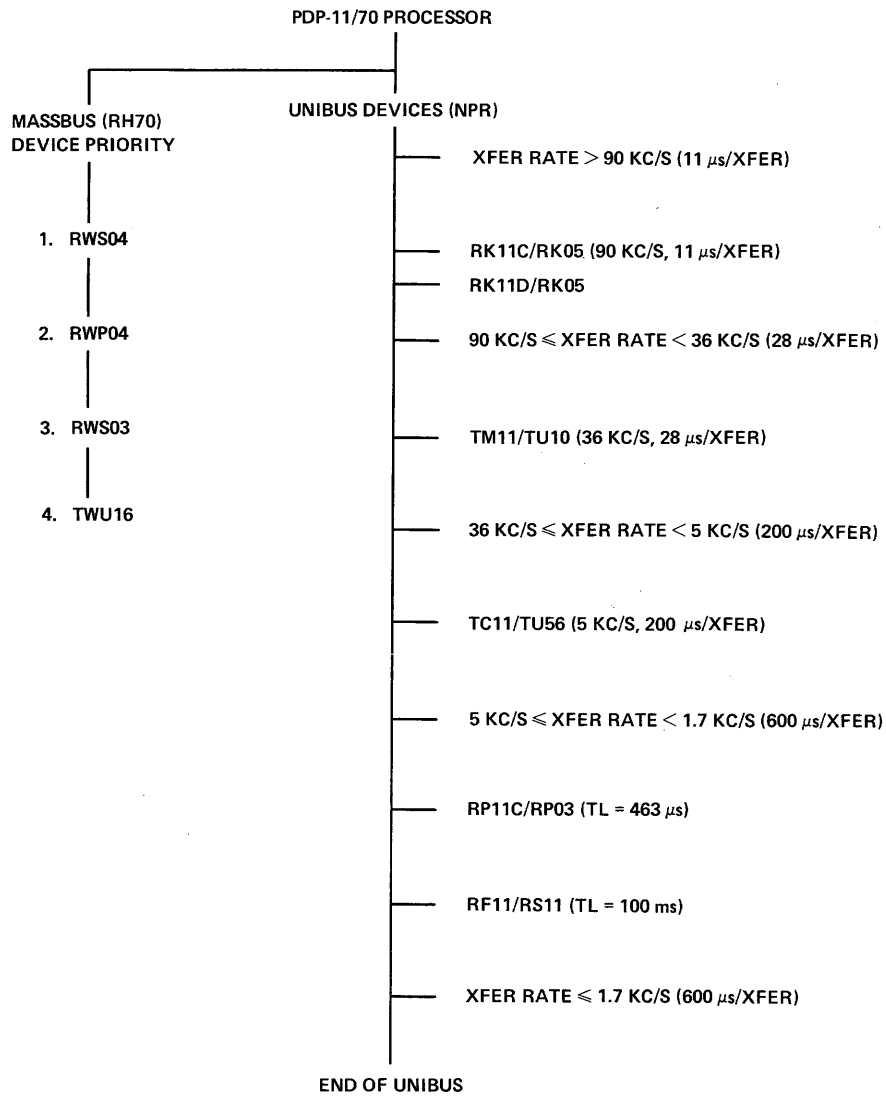 PDP-11/70 PROCESSOR
MASSBUS (RH70)
DEVICE PRIORITY
1. RWS04
2. RWP04
3. RWS03
4. TWU16
UNIBUS DEVICES (NPR)
XFER RATE > 90 KC/S (11 μs/XFER)
RK11C/RK05 (90 KC/S, 11 μs/XFER)
RK11D/RK05
90 KC/S ≤ XFER RATE < 36 KC/S (28 μs/XFER)
TM11/TU10 (36 KC/S, 28 μs/XFER)
36 KC/S ≤ XFER RATE < 5 KC/S (200 μs/XFER)
TC11/TU56 (5 KC/S, 200 μs/XFER)
5 KC/S ≤ XFER RATE < 1.7 KC/S (600 μs/XFER)
RP11C/RP03 (TL = 463 μs)
RF11/RS11 (TL = 100 ms)
XFER RATE ≤ 1.7 KC/S (600 μs/XFER)
END OF UNIBUS